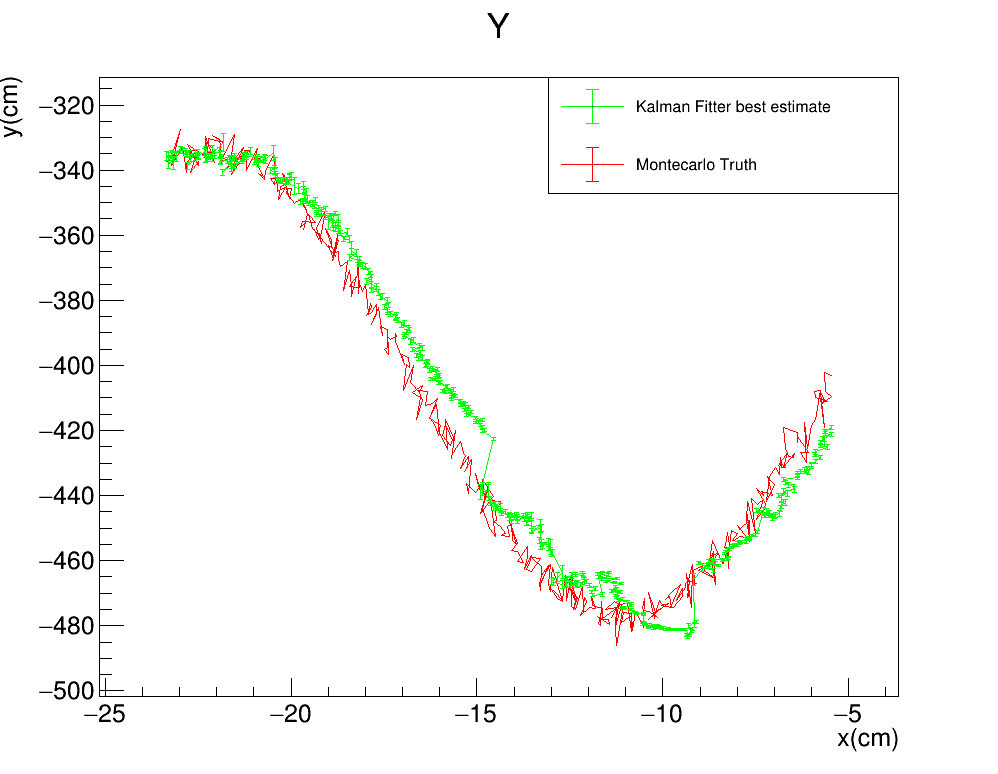 Y
y(cm)
Kalman Fitter best estimate
Montecarlo Truth
−320
−340
−360
−380
−400
−420
−440
−460
−480
−500
−25 −20 −15 −10 −5
x(cm)